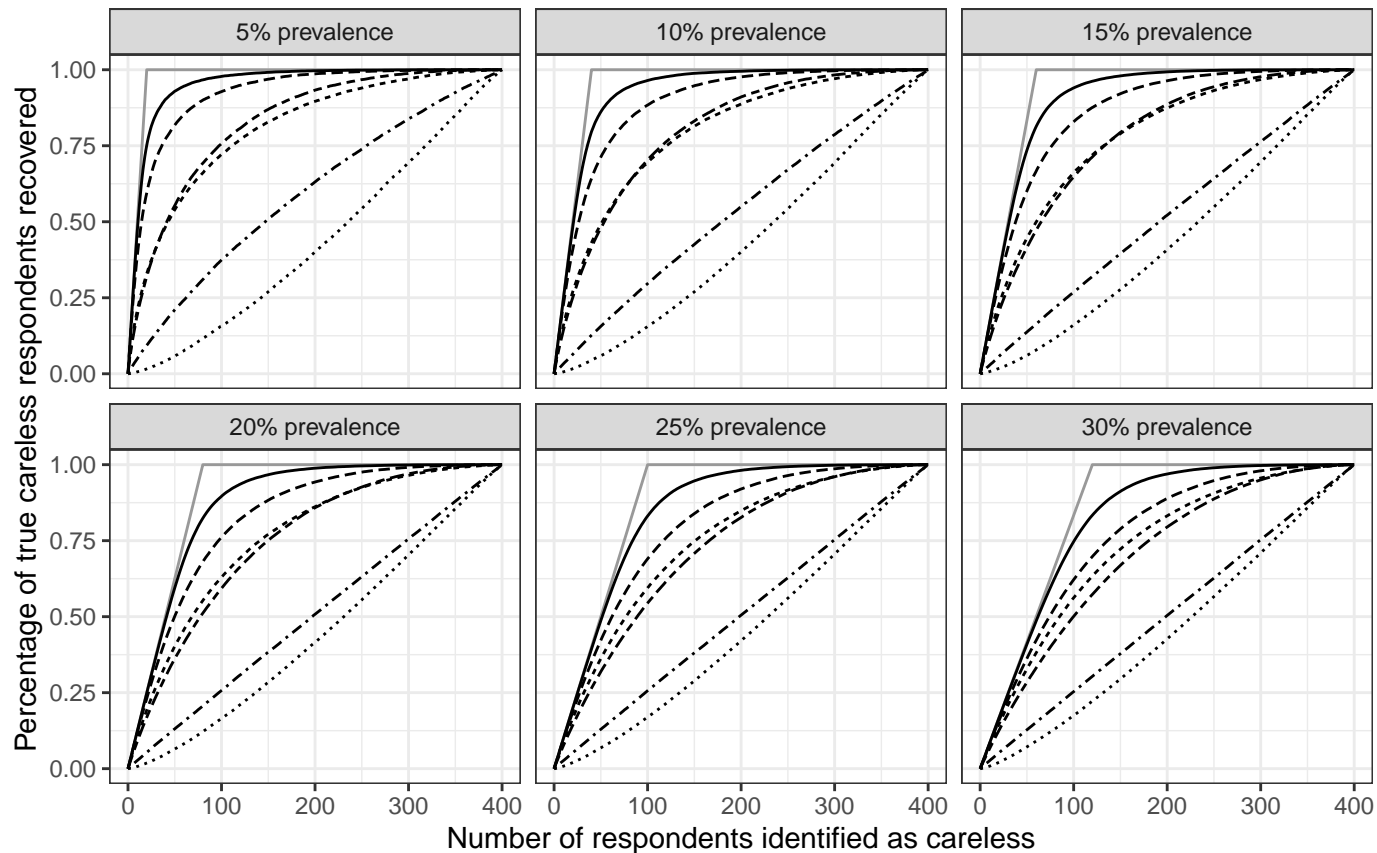 5% prevalence
10% prevalence
15% prevalence
1.00
0.75
0.50
0.25
0.00
20% prevalence
25% prevalence
30% prevalence
1.00
0.75
0.50
0.25
0.00
0 100 200 300 400
0 100 200 300 400
0 100 200 300 400
Number of respondents identified as careless
Percentage of true careless respondents recovered